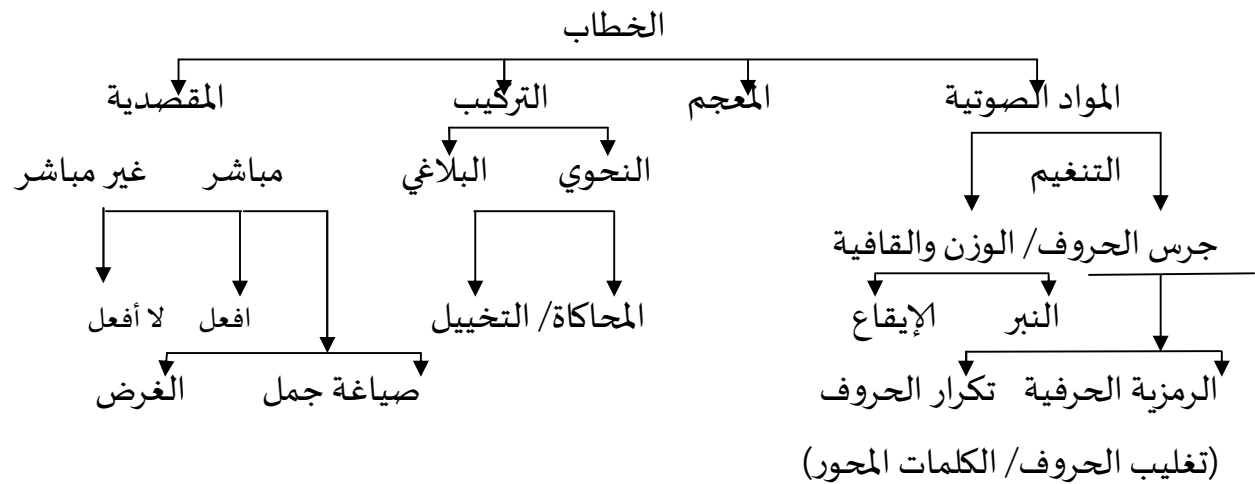 الخطاب
المواد الصوتية المعجم التركيب المقصدية
التنغيم النحوي البلاغي مباشر غير مباشر
جرس الحروف/ الوزن والقافية
النبر الإيقاع المحاكاة/ التخييل افعل لا أفعل
الرمزية الحرفية تكرار الحروف صياغة جمل الغرض
(تغليب الحروف/ الكلمات المحور)